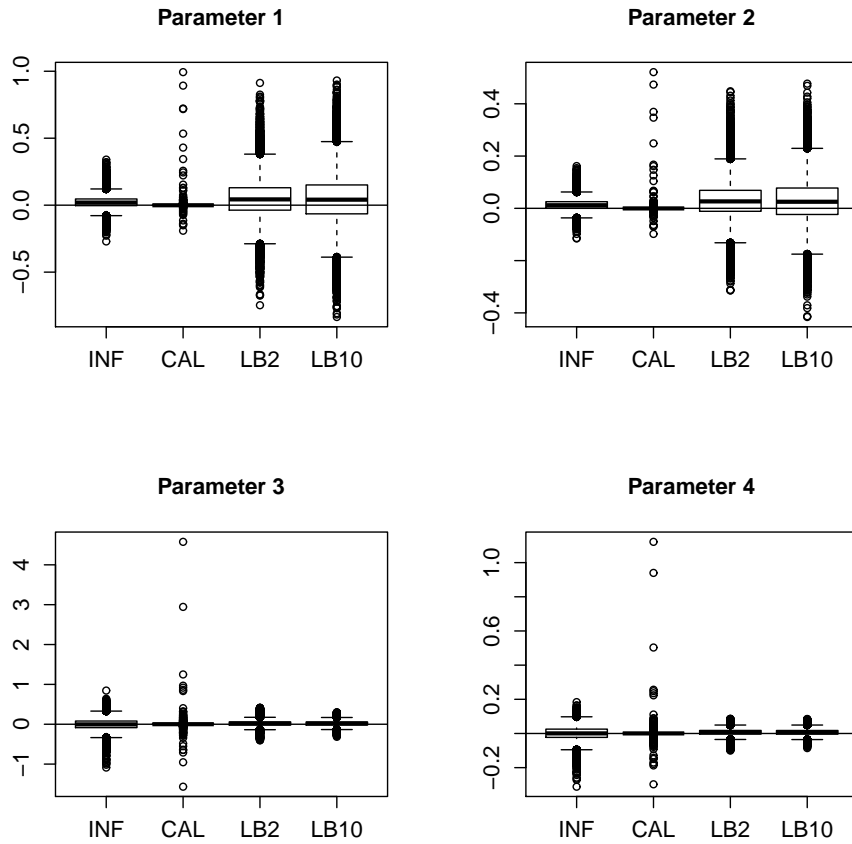 Parameter 1
1.0
0.5
0.0
−0.5
INF CAL LB2 LB10
Parameter 2
0.4
0.2
0.0
−0.4
INF CAL LB2 LB10
Parameter 3
4
3
2
1
0
−1
INF CAL LB2 LB10
Parameter 4
1.0
0.6
0.2
−0.2
INF CAL LB2 LB10